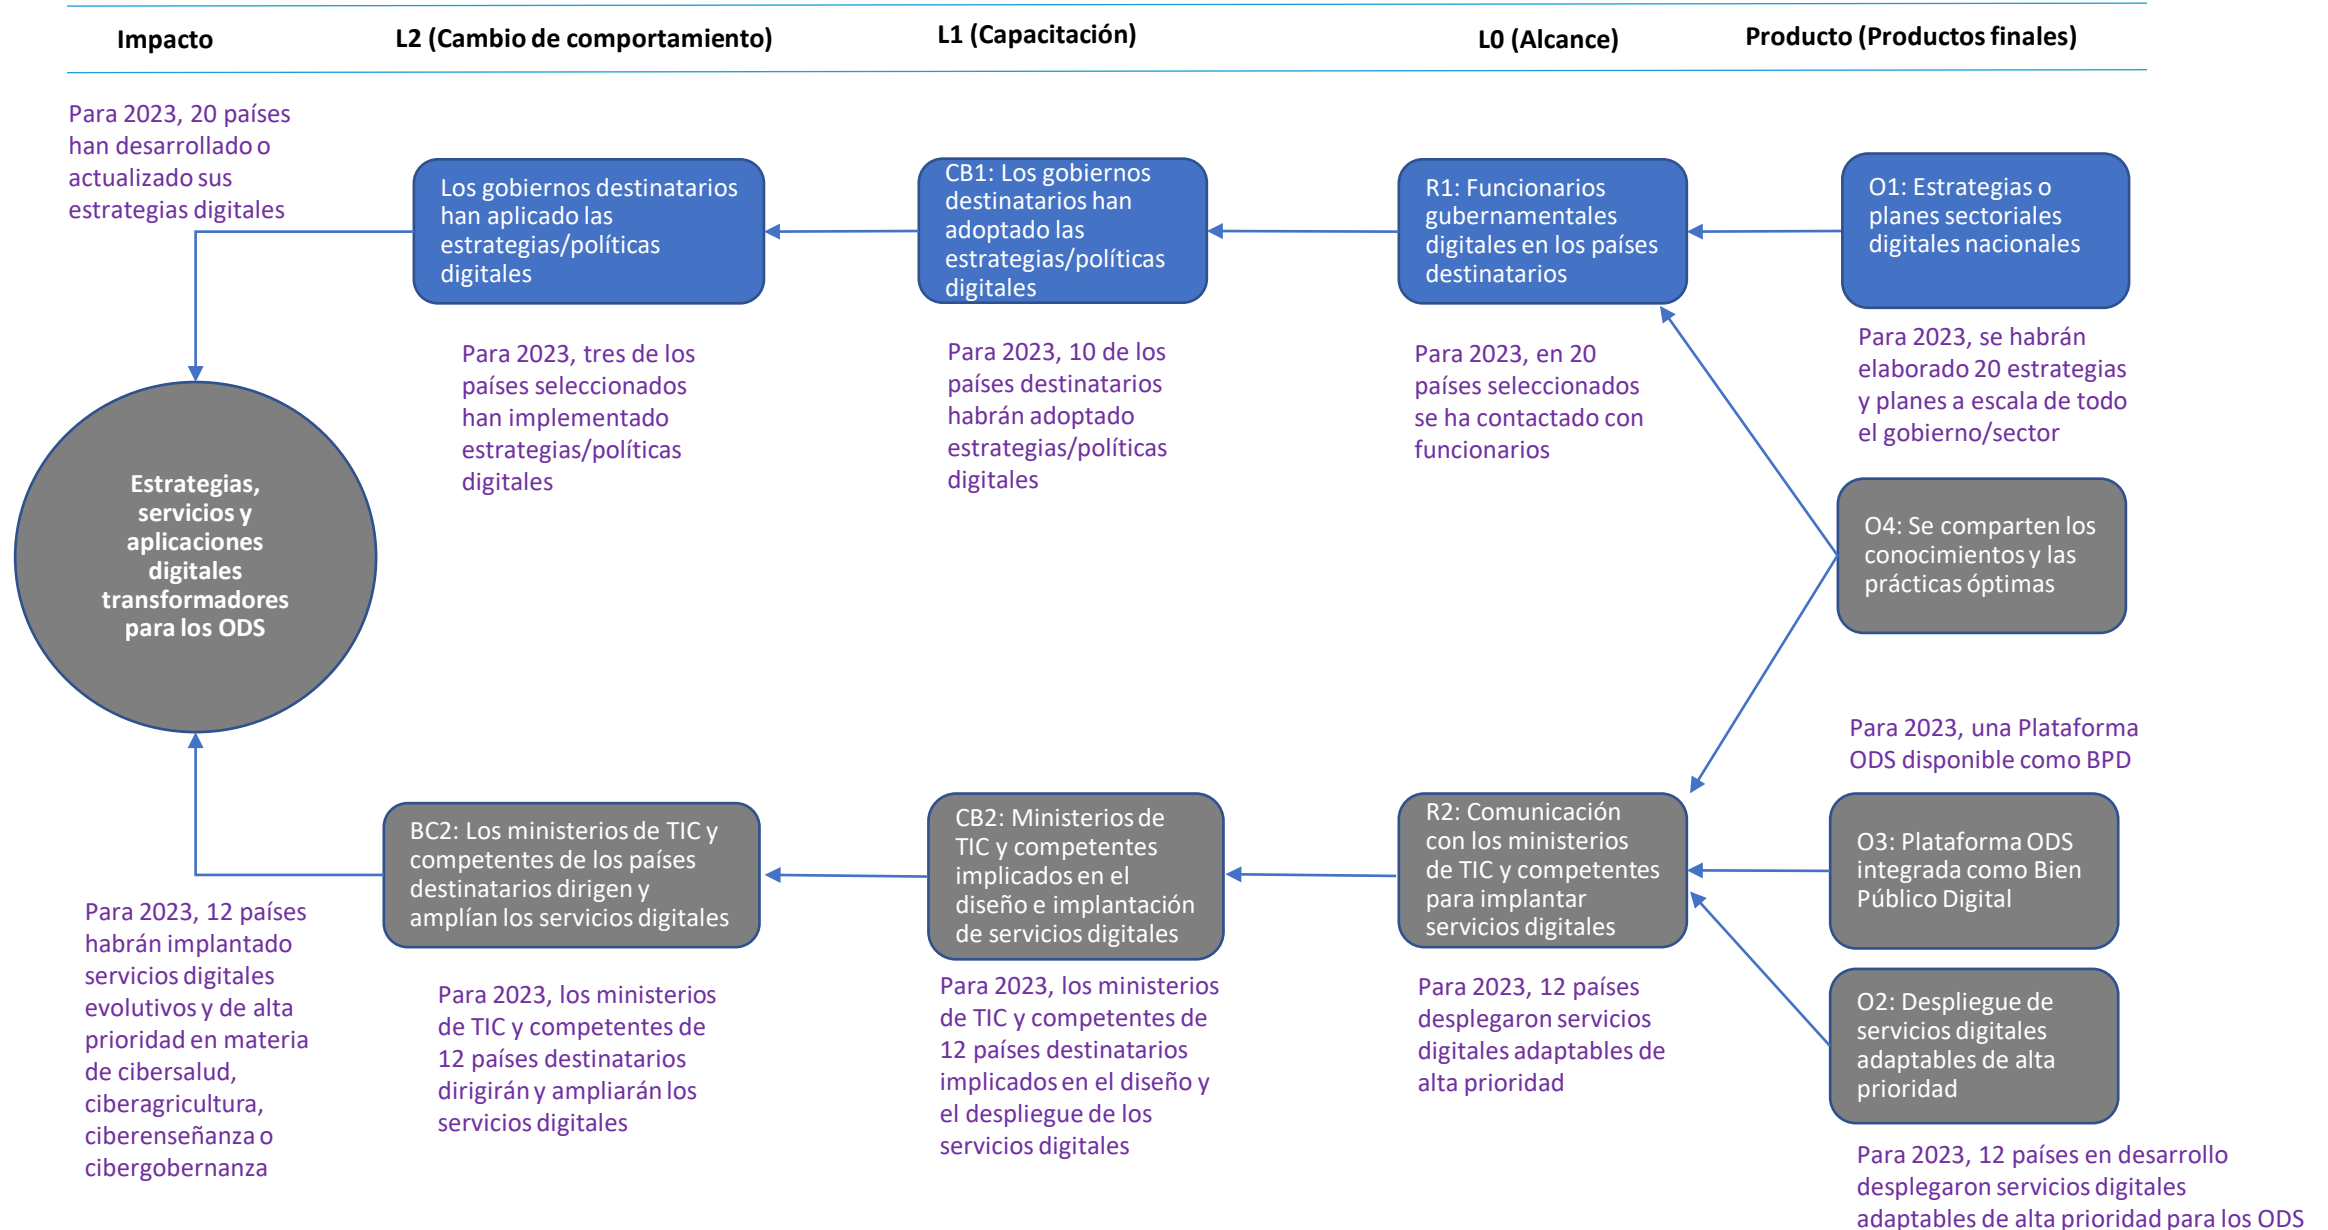 Impacto
L2 (Cambio de comportamiento)
L1 (Capacitación)
L0 (Alcance)
Producto (Productos finales)
Para 2023, 20 países
han desarrollado o
actualizado sus
estrategias digitales
Los gobiernos destinatarios
han aplicado las
estrategias/políticas
digitales
CB1: Los gobiernos
destinatarios han
adoptado las
estrategias/políticas
digitales
R1: Funcionarios
gubernamentales
digitales en los países
destinatarios
O1: Estrategias o
planes sectoriales
digitales nacionales
Para 2023, tres de los
países seleccionados
han implementado
estrategias/políticas
digitales
Para 2023, 10 de los
países destinatarios
habrán adoptado
estrategias/políticas
digitales
Para 2023, en 20
países seleccionados
se ha contactado con
funcionarios
Para 2023, se habrán
elaborado 20 estrategias
y planes a escala de todo
el gobierno/sector
Estrategias,
servicios y
aplicaciones
digitales
transformadores
para los ODS
O4: Se comparten los
conocimientos y las
prácticas óptimas
Para 2023, una Plataforma
ODS disponible como BPD
BC2: Los ministerios de TIC y
competentes de los países
destinatarios dirigen y
amplían los servicios digitales
CB2: Ministerios de
TIC y competentes
implicados en el
diseño e implantación
de servicios digitales
R2: Comunicación
con los ministerios
de TIC y competentes
para implantar
servicios digitales
O3: Plataforma ODS
integrada como Bien
Público Digital
Para 2023, 12 países
habrán implantado
servicios digitales
evolutivos y de alta
prioridad en materia
de cibersalud,
ciberagricultura,
ciberenseñanza o
cibergobernanza
Para 2023, los ministerios
de TIC y competentes de
12 países destinatarios
dirigirán y ampliarán los
servicios digitales
Para 2023, los ministerios
de TIC y competentes de
12 países destinatarios
implicados en el diseño y
el despliegue de los
servicios digitales
Para 2023, 12 países
desplegaron servicios
digitales adaptables de
alta prioridad
O2: Despliegue de
servicios digitales
adaptables de alta
prioridad
Para 2023, 12 países en desarrollo
desplegaron servicios digitales
adaptables de alta prioridad para los ODS